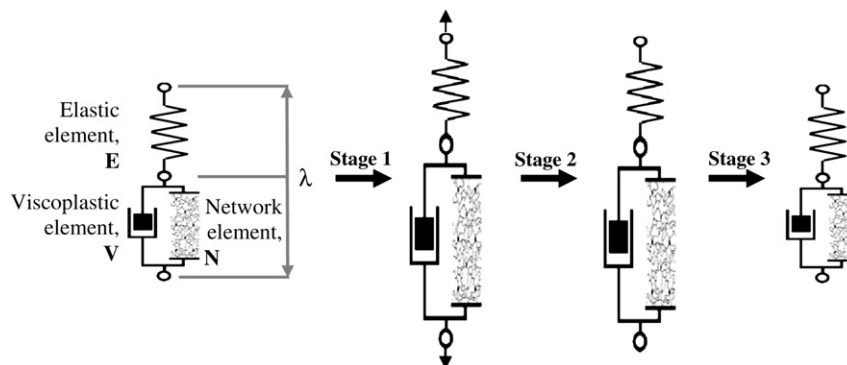 Elastic
element,
E
Viscoplastic
element,
V
Network
element,
N
λ
Stage 1
Stage 2
Stage 3